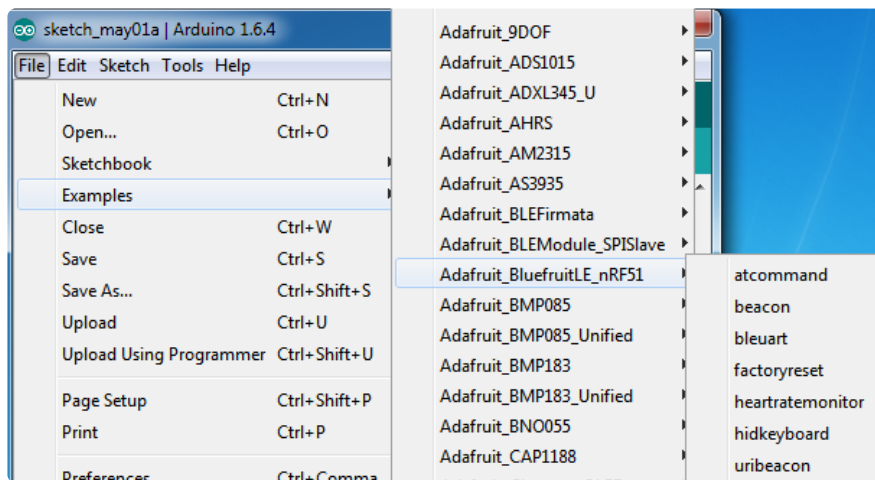 sketch_may01a | Arduino 1.6.4
File Edit Sketch Tools Help
New Ctrl+N
Open... Ctrl+O
Sketchbook
Examples
Close Ctrl+W
Save Ctrl+S
Save As... Ctrl+Shift+S
Upload Ctrl+U
Upload Using Programmer Ctrl+Shift+U
Page Setup Ctrl+Shift+P
Print Ctrl+P
Preferences Ctrl+Comma
Adafruit_9DOF
Adafruit_ADS1015
Adafruit_ADXL345_U
Adafruit_AHRS
Adafruit_AM2315
Adafruit_AS3935
Adafruit_BLEFirmata
Adafruit_BLEModule_SPISlave
Adafruit_BluefruitLE_nRF51
Adafruit_BMP085
Adafruit_BMP085_Unified
Adafruit_BMP183
Adafruit_BMP183_Unified
Adafruit_BNO055
Adafruit_CAP1188
atcommand
beacon
bleuart
factoryreset
heartratemonitor
hidkeyboard
uribeacon